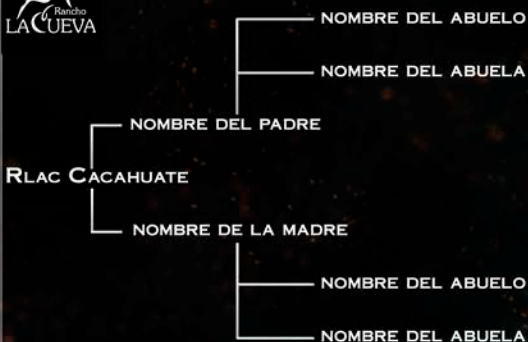 Rancho
LA CUEVA
NOMBRE DEL ABUELO
NOMBRE DEL ABUELA
NOMBRE DEL PADRE
RLAC CACAHUATE
NOMBRE DE LA MADRE
NOMBRE DEL ABUELO
NOMBRE DEL ABUELA